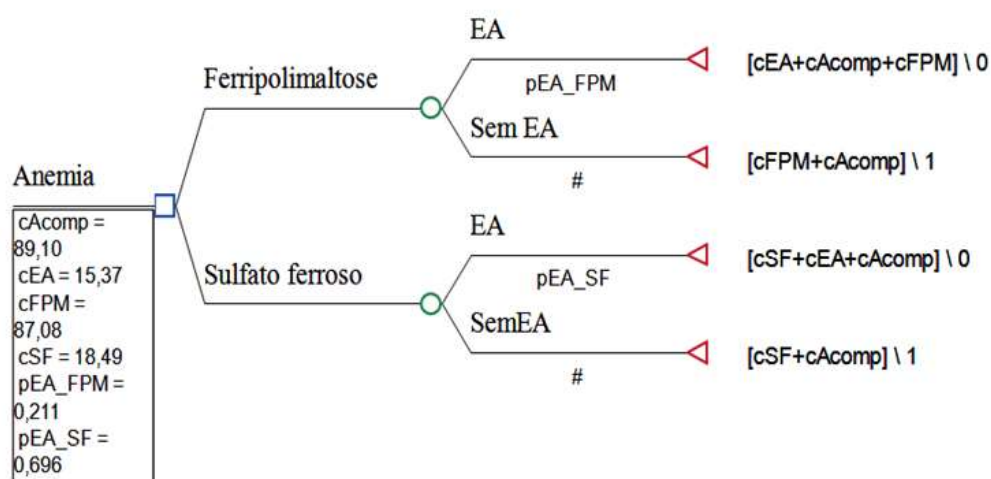 EA
Ferripolimaltose
pEA_FPM
[cEA+cAcomp+cFPM] \ 0
Sem EA
#
[cFPM+cAcomp] \ 1
Anemia
cAcomp =
89,10
cEA = 15,37
cFPM =
87,08
cSF = 18,49
pEA_FPM =
0,211
pEA_SF =
0,696
EA
Sulfato ferroso
pEA_SF
[cSF+cEA+cAcomp] \ 0
SemEA
#
[cSF+cAcomp] \ 1